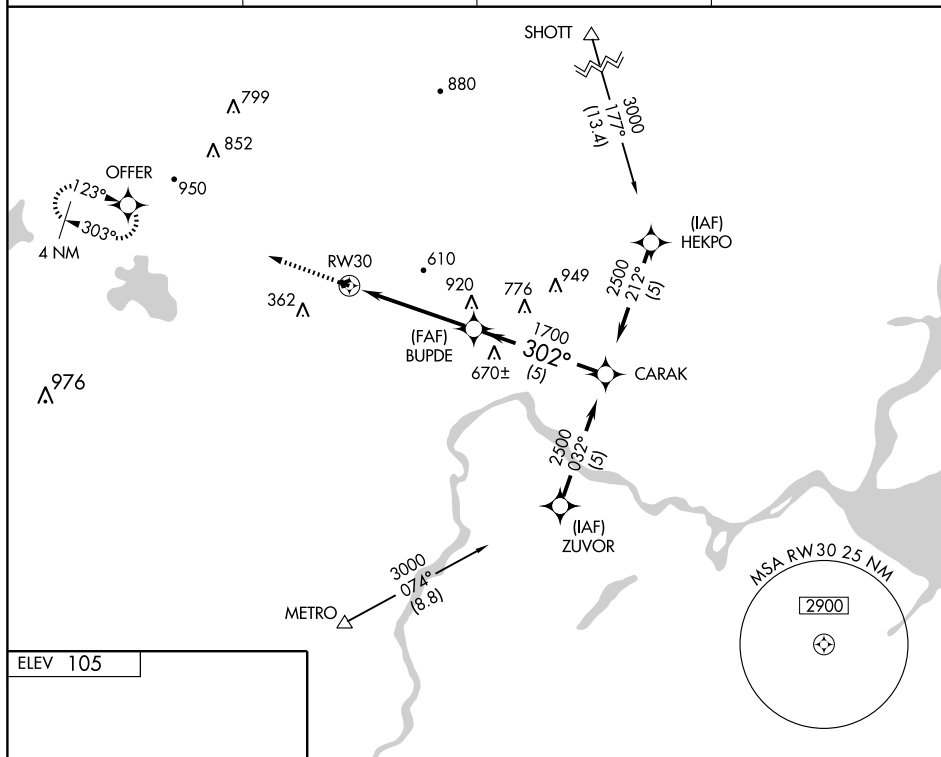 SHOTT
3000
177°
(13.4)
880
799
852
OFFER
950
123°
303°
4 NM
(IAF)
HEKPO
2500
212°
(5)
RW30
610
949
920
776
362
1700
302°
(5)
(FAF)
BUPDE
670±
CARAK
976
2500
032°
(5)
(IAF)
ZUVOR
3000
074°
(8.8)
METRO
MSA RW30 25 NM
2900
ELEV 105